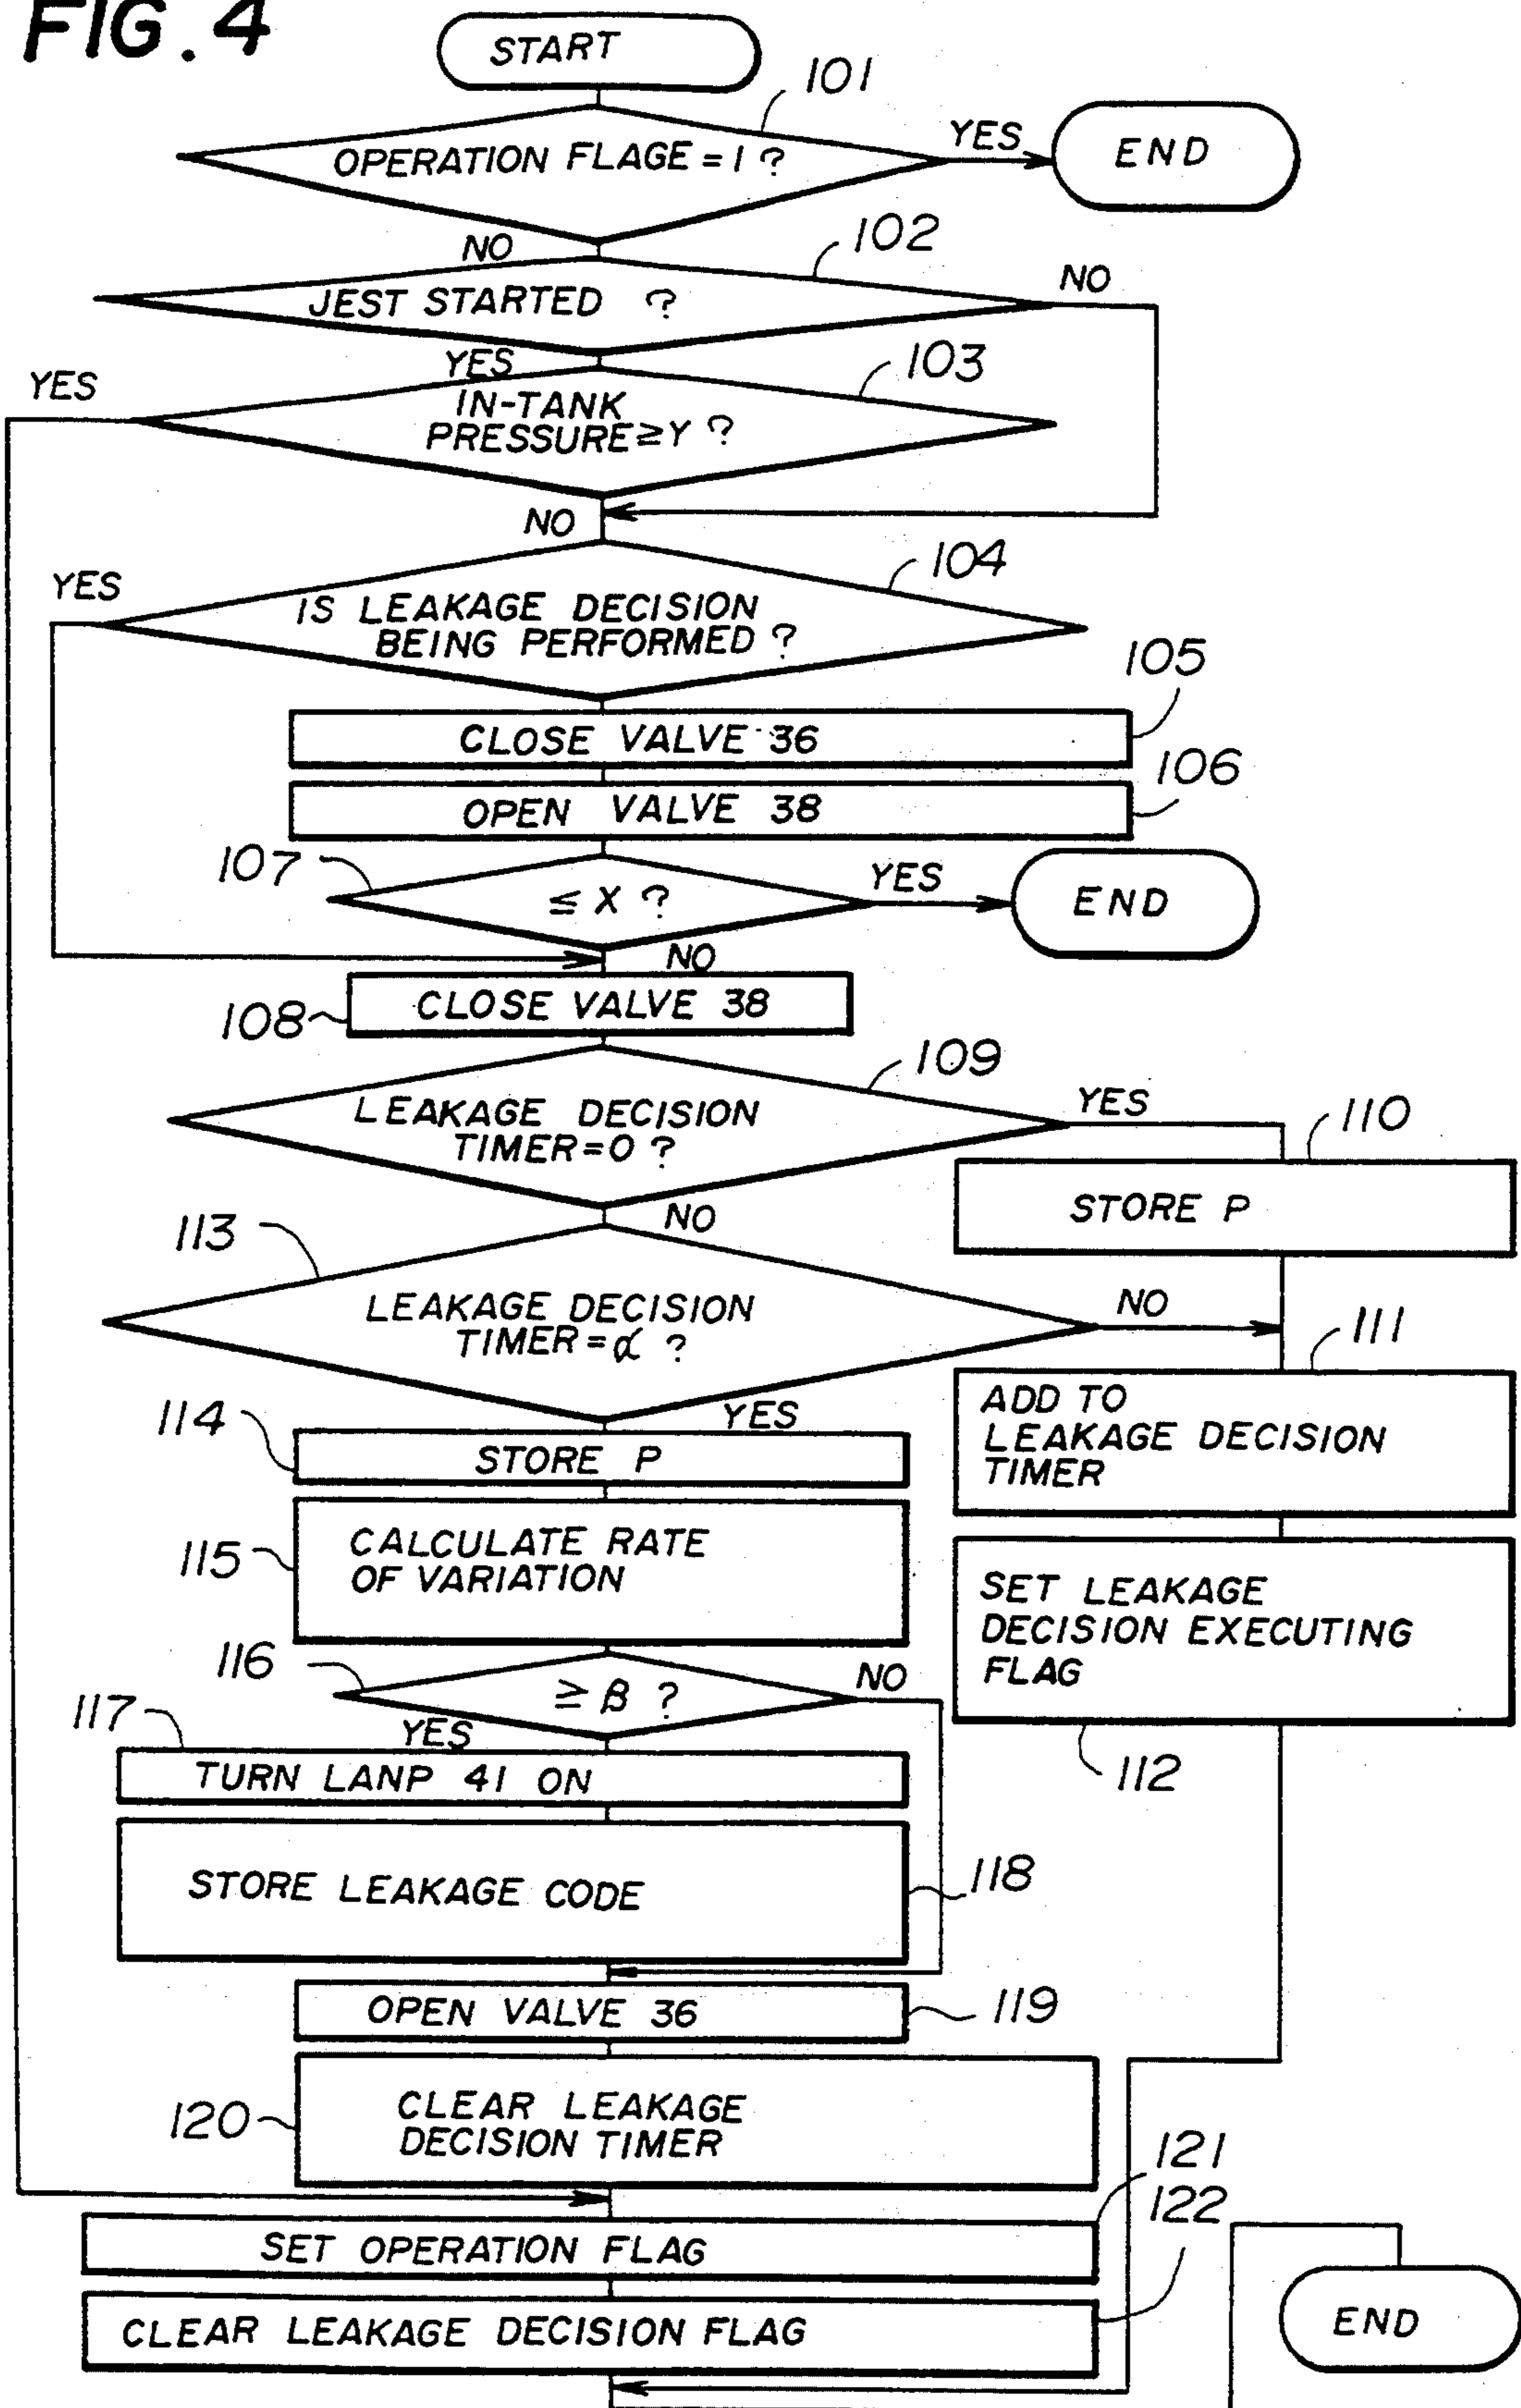 FIG. 4
START
101
OPERATION FLAGE = 1 ?
YES
END
NO
102
JEST STARTED ?
NO
YES
103
YES
IN-TANK
PRESSURE ≥ Y ?
NO
104
YES
IS LEAKAGE DECISION
BEING PERFORMED ?
105
CLOSE VALVE 36
106
OPEN VALVE 38
107
≤ X ?
YES
END
NO
CLOSE VALVE 38
108
109
LEAKAGE DECISION
TIMER = 0 ?
YES
110
STORE P
NO
113
LEAKAGE DECISION
TIMER = α ?
NO
111
ADD TO
LEAKAGE DECISION
TIMER
YES
114
STORE P
115
CALCULATE RATE
OF VARIATION
SET LEAKAGE
DECISION EXECUTING
FLAG
112
116
≥ β ?
NO
YES
117
TURN LANP 41 ON
STORE LEAKAGE CODE
118
OPEN VALVE 36
119
120
CLEAR LEAKAGE
DECISION TIMER
121
122
SET OPERATION FLAG
CLEAR LEAKAGE DECISION FLAG
END